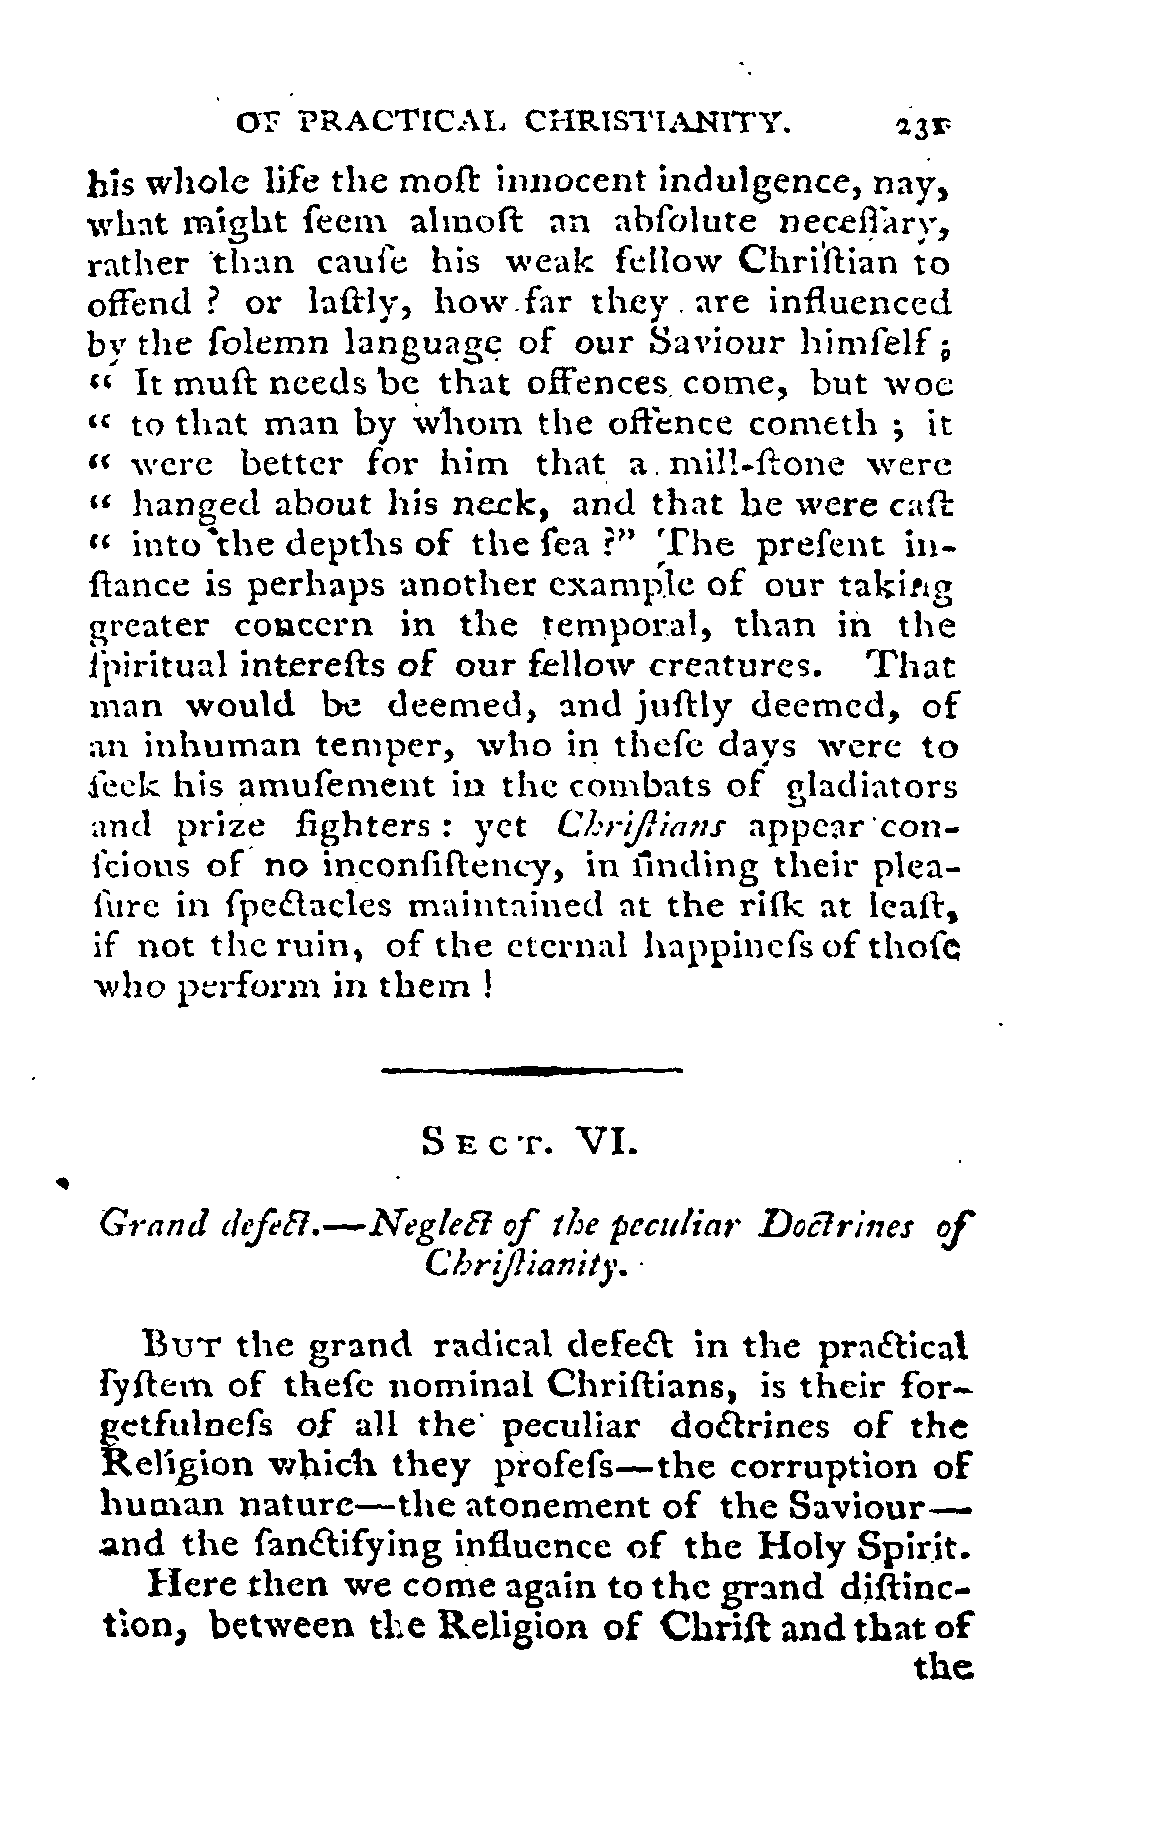 OF PRACTICAL CHRISTIANITY. 231
his whole life the moſt innocent indulgence, nay,
what might ſeem almoſt an abſolute neceſſary,
rather than cauſe his weak fellow Chriſtian to
offend ? or laſtly, how far they are influenced
by the ſolemn language of our Saviour himſelf ;
“ It muſt needs be that offences come, but woe
“ to that man by whom the offence cometh ; it
“ were better for him that a mill-ſtone were
“ hanged about his neck, and that he were caſt
“ into the depths of the ſea ?” The preſent in-
ſtance is perhaps another example of our taking
greater concern in the temporal, than in the
ſpiritual intereſts of our fellow creatures. That
man would be deemed, and juſtly deemed, of
an inhuman temper, who in theſe days were to
ſeek his amuſement in the combats of gladiators
and prize fighters : yet Chriſtians appear con-
ſcious of no inconſiſtency, in finding their plea-
ſure in ſpectacles maintained at the riſk at leaſt,
if not the ruin, of the eternal happineſs of thoſe
who perform in them !
SECT. VI.
Grand defect.—Neglect of the peculiar Doctrines of
Chriſtianity.
BUT the grand radical defect in the practical
ſyſtem of theſe nominal Chriſtians, is their for-
getfulneſs of all the peculiar doctrines of the
Religion which they profeſs—the corruption of
human nature—the atonement of the Saviour—
and the ſanctifying influence of the Holy Spirit.
Here then we come again to the grand diſtinc-
tion, between the Religion of Chriſt and that of
the